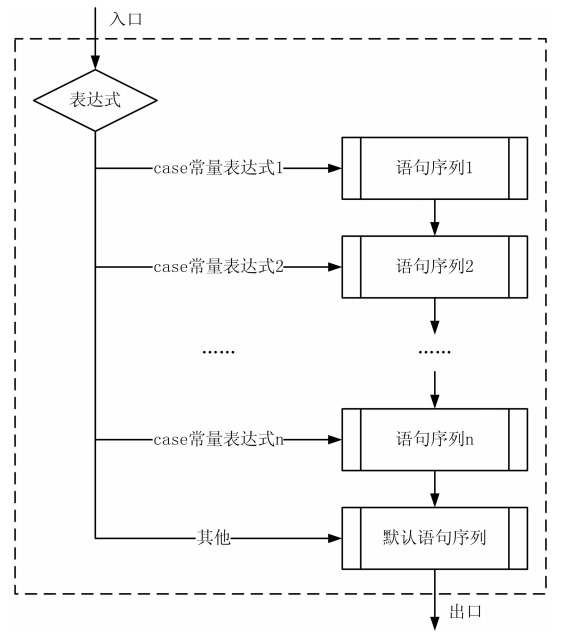 入口
表达式
case常量表达式1
语句序列1
case常量表达式2
语句序列2
……
……
case常量表达式n
语句序列n
其他
默认语句序列
出口